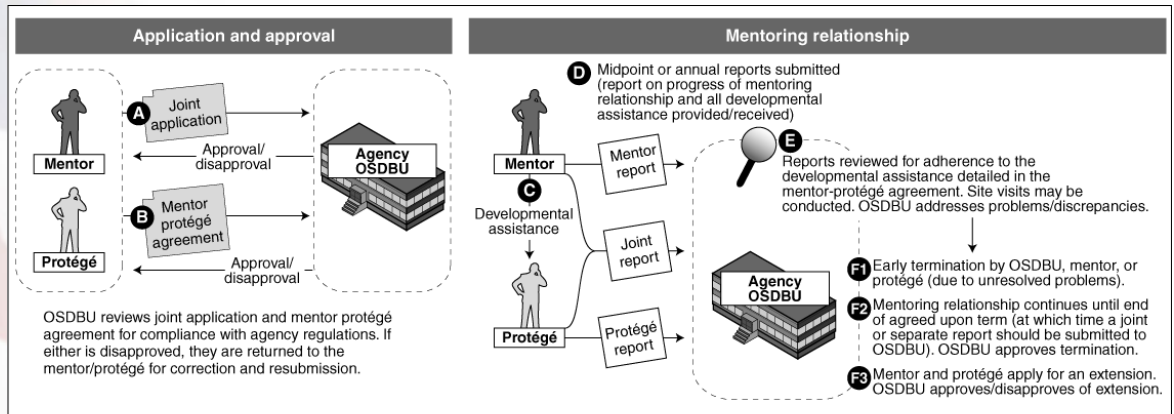 Application and approval
A
Joint
application
Approval/
disapproval
Mentor
B
Mentor
protégé
agreement
Approval/
disapproval
Protégé
Agency
OSDBU
OSDBU reviews joint application and mentor protégé
agreement for compliance with agency regulations. If
either is disapproved, they are returned to the
mentor/protégé for correction and resubmission.
Mentoring relationship
D
Midpoint or annual reports submitted
(report on progress of mentoring
relationship and all developmental
assistance provided/received)
Mentor
C
Developmental
assistance
Protégé
Mentor
report
Joint
report
Protégé
report
Agency
OSDBU
E
Reports reviewed for adherence to the
developmental assistance detailed in the
mentor-protégé agreement. Site visits may be
conducted. OSDBU addresses problems/discrepancies.
F1 Early termination by OSDBU, mentor, or
protégé (due to unresolved problems).
F2 Mentoring relationship continues until end
of agreed upon term (at which time a joint
or separate report should be submitted to
OSDBU). OSDBU approves termination.
F3 Mentor and protégé apply for an extension.
OSDBU approves/disapproves of extension.